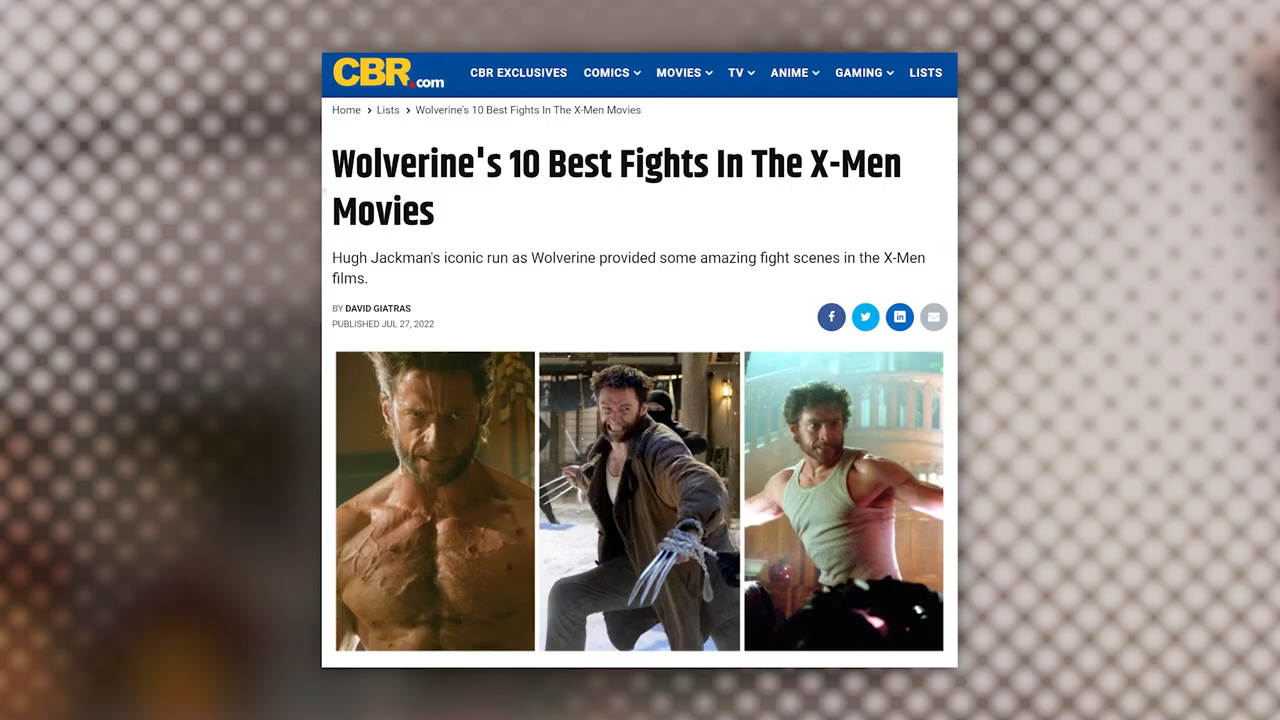 CBR.com
CBR EXCLUSIVES COMICS MOVIES TV ANIME GAMING LISTS
Home > Lists > Wolverine's 10 Best Fights In The X-Men Movies
Wolverine's 10 Best Fights In The X-Men
Movies
Hugh Jackman's iconic run as Wolverine provided some amazing fight scenes in the X-Men
films.
BY DAVID GIATRAS
PUBLISHED JUL 27, 2022